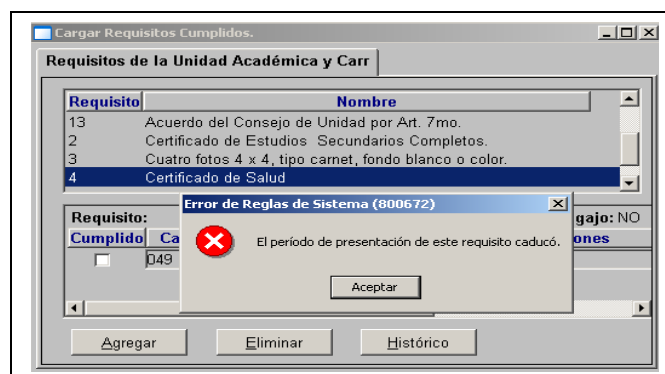 Cargar Requisitos Cumplidos.
Requisitos de la Unidad Académica y Carr
Requisito Nombre
13 Acuerdo del Consejo de Unidad por Art. 7mo.
2 Certificado de Estudios Secundarios Completos.
3 Cuatro fotos 4 x 4, tipo carnet, fondo blanco o color.
4 Certificado de Salud
Error de Reglas de Sistema (800672)
Requisito: gajo: NO
Cumplido Ca ones
El período de presentación de este requisito caducó.
049
Aceptar
Agregar Eliminar Histórico